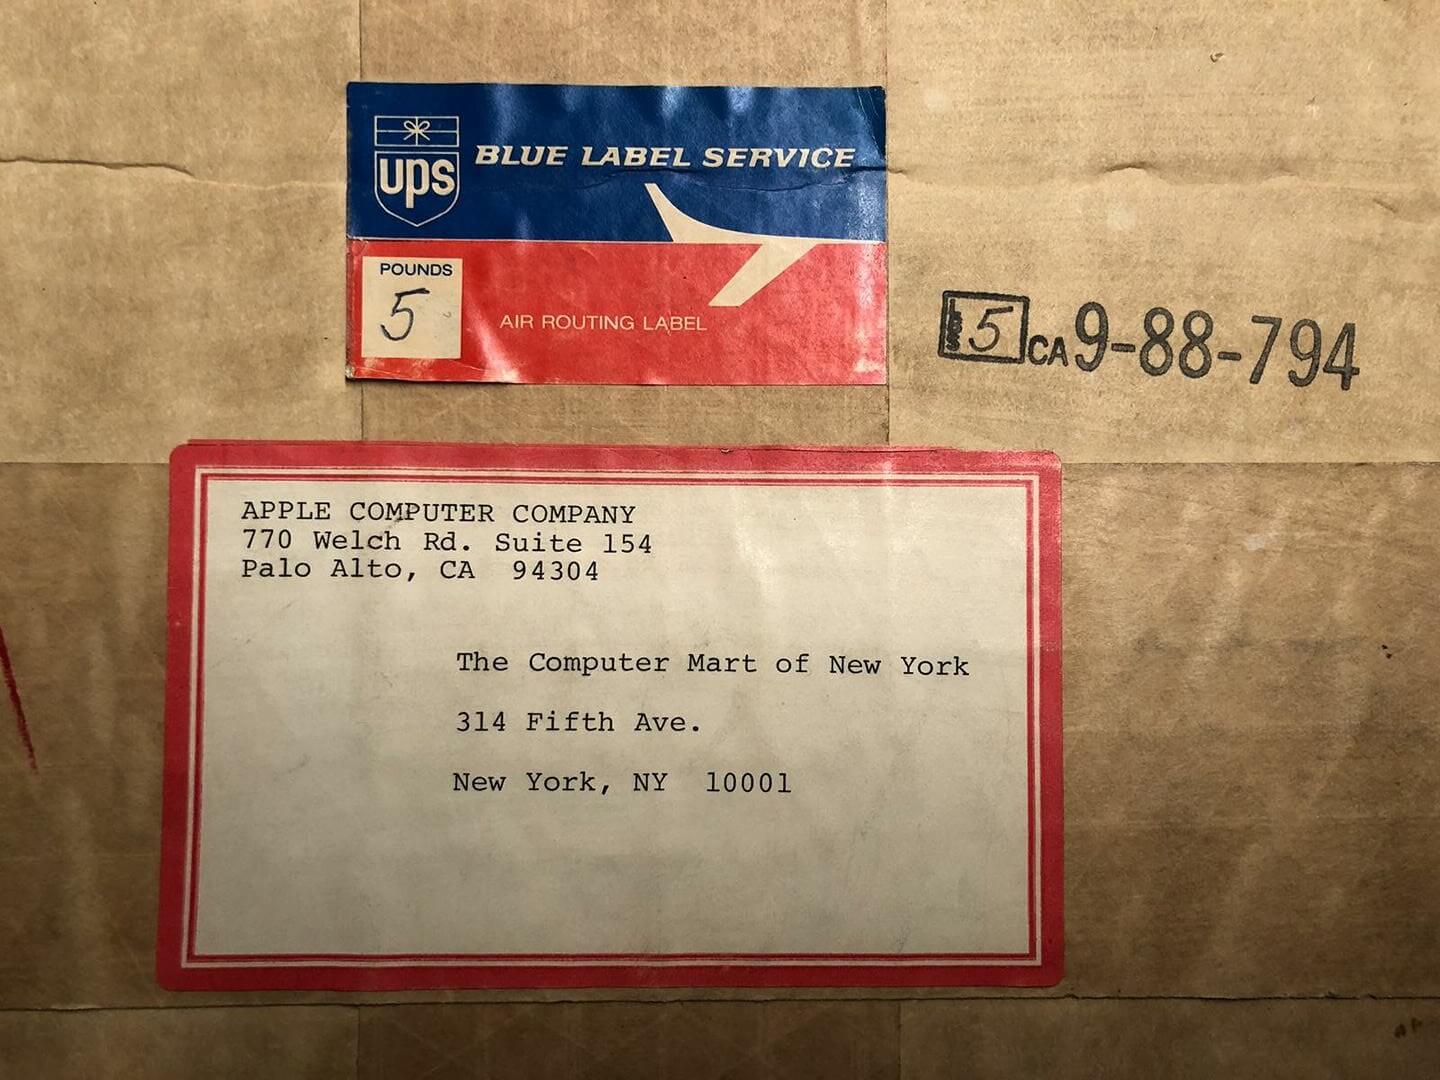 ups
BLUE LABEL SERVICE
POUNDS
5
AIR ROUTING LABEL
5 CA 9-88-794
APPLE COMPUTER COMPANY
770 Welch Rd. Suite 154
Palo Alto, CA 94304
The Computer Mart of New York
314 Fifth Ave.
New York, NY 10001